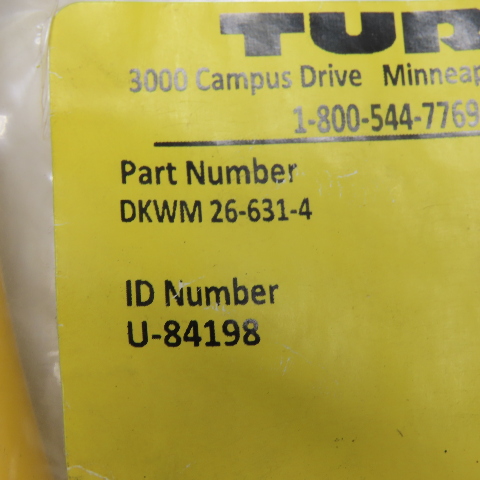 TUR
3000 Campus Drive Minneap
1-800-544-7769
Part Number
DKWM 26-631-4
ID Number
U-84198